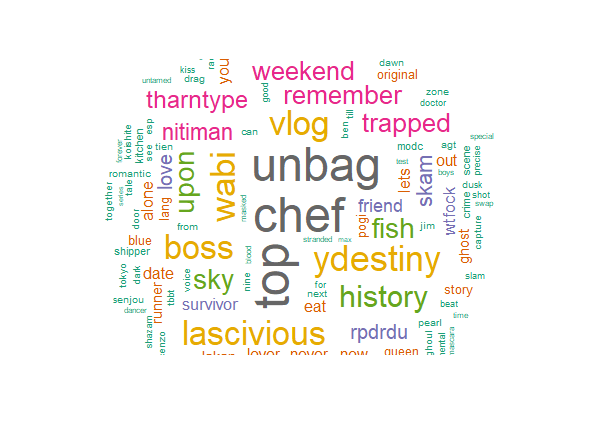 dawn
kiss
drag
untamed
you
weekend
original
good
zone
doctor
tharntype
remember
till
ben
esp
koishite
forever
kitchen
see
nitiman
can
vlog
trapped
special
modc
agt
precise
scene
tien
test
boys
romantic
love
upon
wabi
unbag
lets
skam
out
dusk
shot
swap
series
tale
together
alone
lang
masked
chef
friend
pogi
wtfock
crime
capture
door
from
fish
jim
ghost
blue
shipper
boss
stranded
max
blood
top
ydestiny
tokyo
dark
date
sky
voice
nine
for
next
slam
senjou
tbbt
runner
history
story
dancer
survivor
eat
beat
time
shazam
lascivious
rpdrdu
pearl
ghoul
mascara
lover
never
now
queen